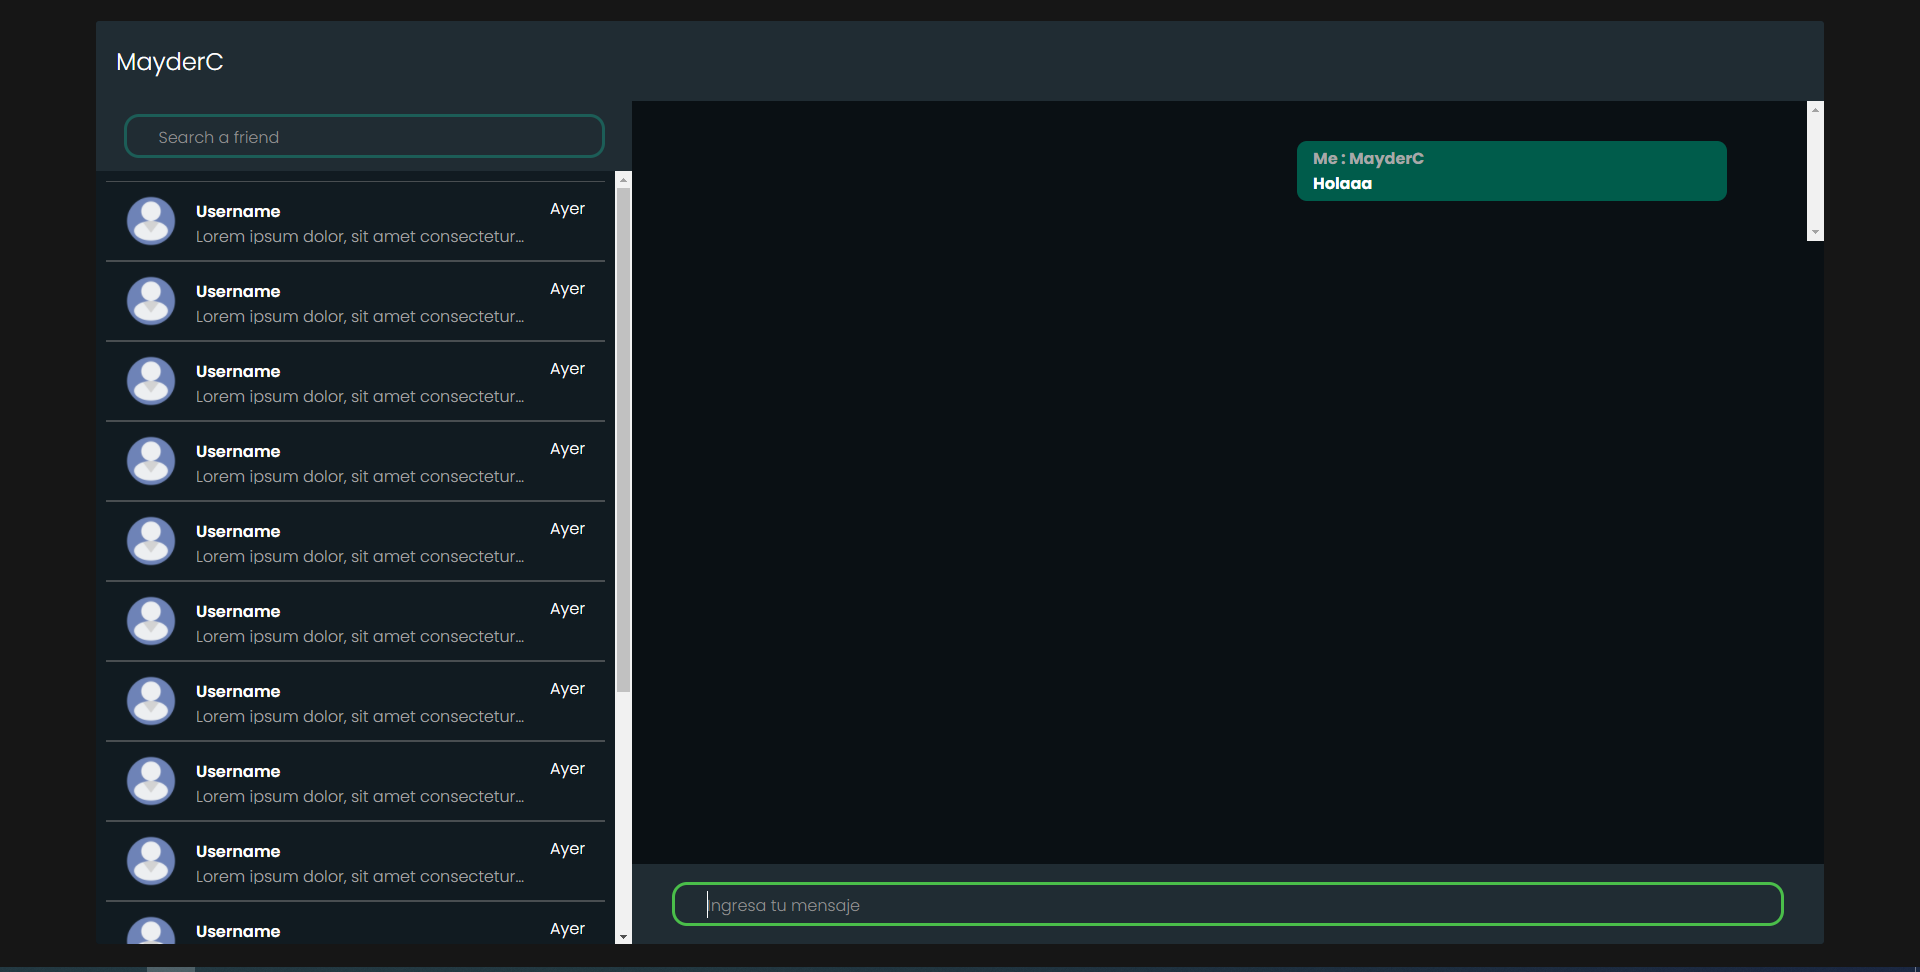 MayderC
Search a friend
Username
Ayer
Lorem ipsum dolor, sit amet consectetur...
Username
Ayer
Lorem ipsum dolor, sit amet consectetur...
Username
Ayer
Lorem ipsum dolor, sit amet consectetur...
Username
Ayer
Lorem ipsum dolor, sit amet consectetur...
Username
Ayer
Lorem ipsum dolor, sit amet consectetur...
Username
Ayer
Lorem ipsum dolor, sit amet consectetur...
Username
Ayer
Lorem ipsum dolor, sit amet consectetur...
Username
Ayer
Lorem ipsum dolor, sit amet consectetur...
Username
Ayer
Lorem ipsum dolor, sit amet consectetur...
Username
Ayer
Me : MayderC
Holaaa
Ingresa tu mensaje